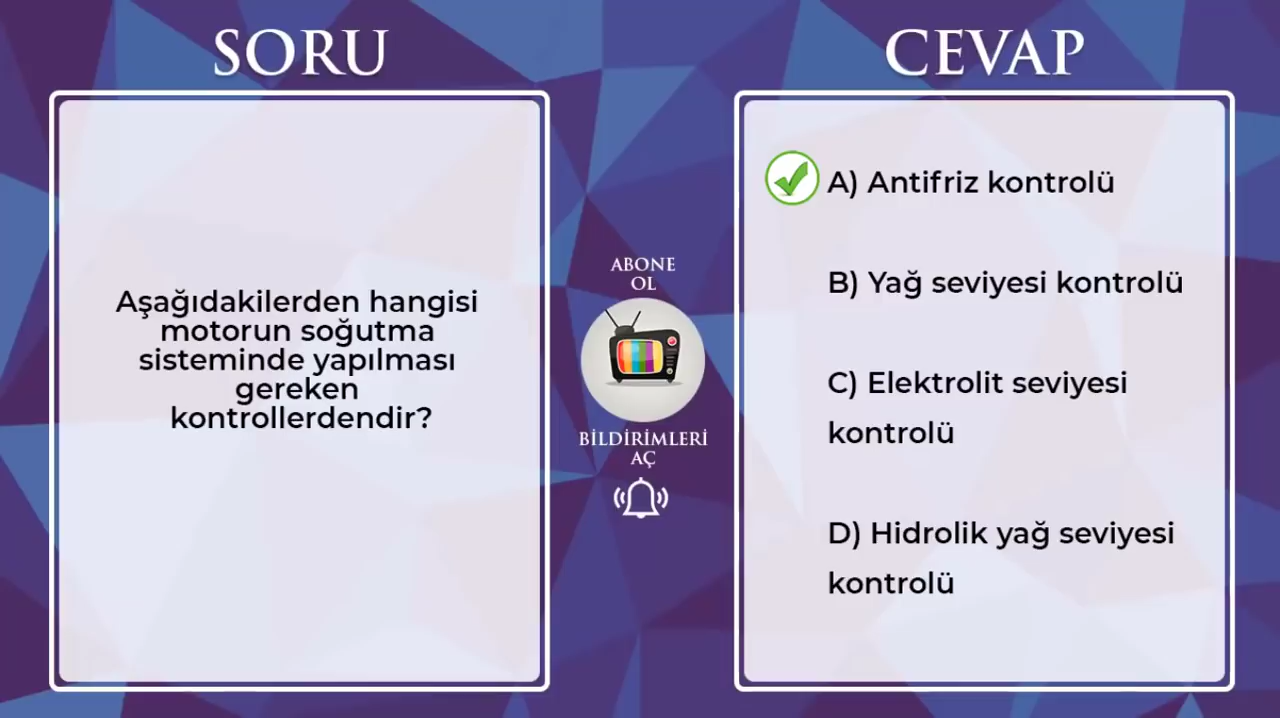 SORU
Aşağıdakilerden hangisi
motorun soğutma
sisteminde yapılması
gereken
kontrollerdendir?
ABONE
OL
BİLDİRİMLERİ
AÇ
CEVAP
A) Antifriz kontrolü
B) Yağ seviyesi kontrolü
C) Elektrolit seviyesi
kontrolü
D) Hidrolik yağ seviyesi
kontrolü